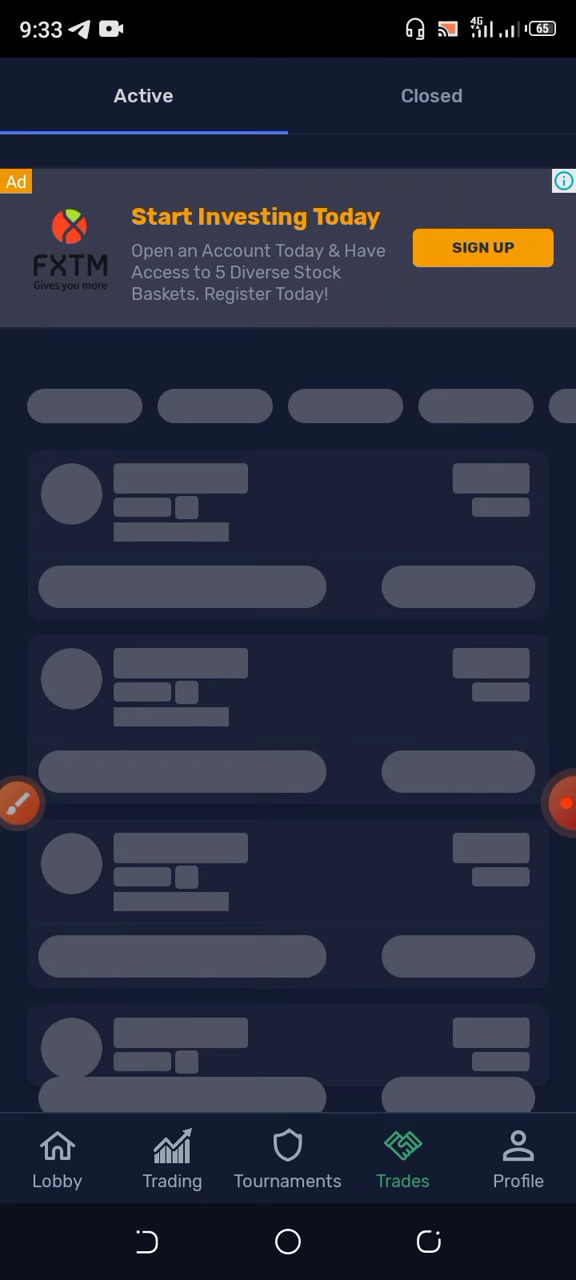 9:33
4G
65
Active
Closed
Ad
Start Investing Today
Open an Account Today & Have
Access to 5 Diverse Stock
Baskets. Register Today!
SIGN UP
FXTM
Gives you more
Lobby
Trading
Tournaments
Trades
Profile